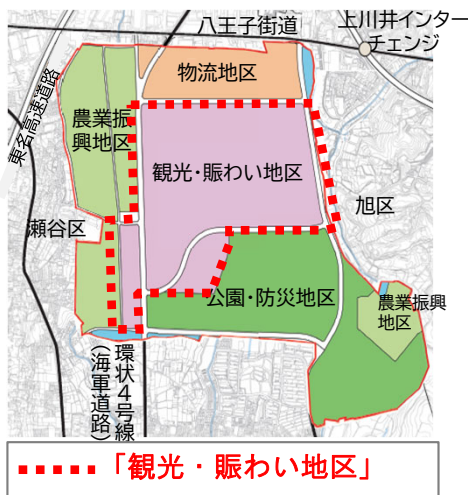 八王子街道
上川井インター
チェンジ
東名高速道路
物流地区
農業振
興地区
観光・賑わい地区
瀬谷区
旭区
公園・防災地区
農業振興
地区
環状４号線
（海軍道路）
「観光・賑わい地区」